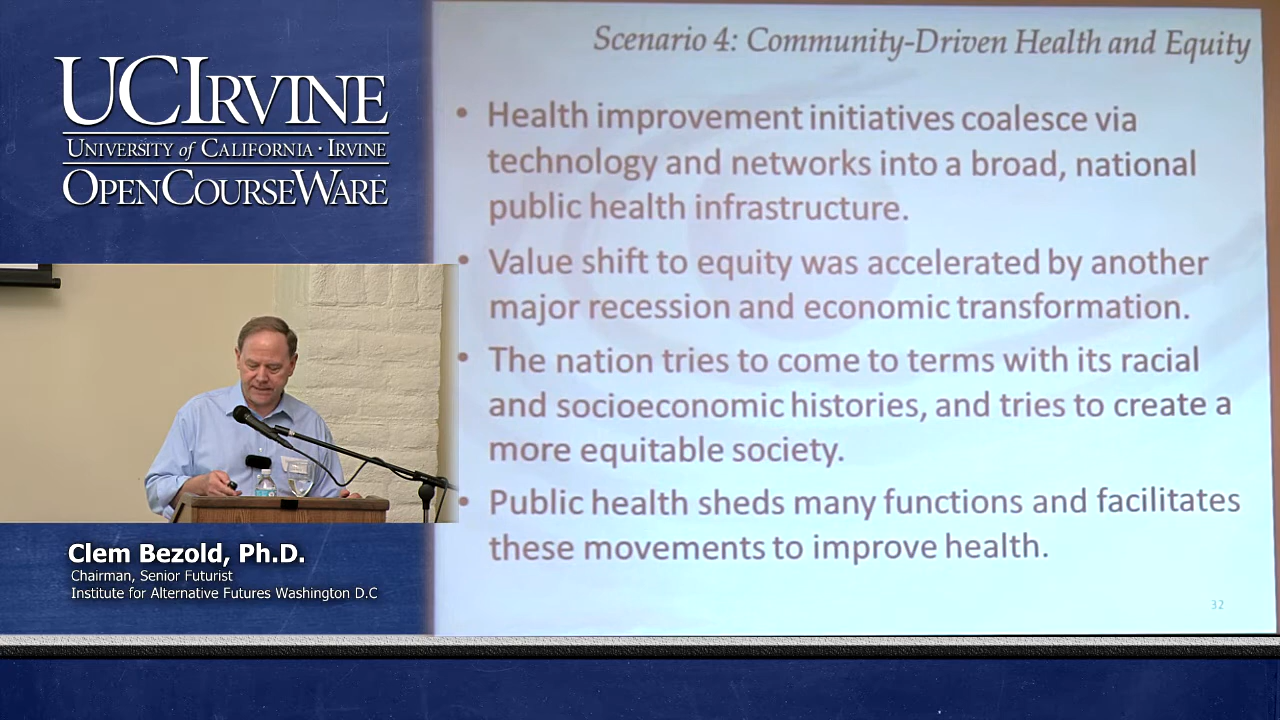 UCIRVINE
UNIVERSITY of CALIFORNIA · IRVINE
OPENCOURSEWARE
Clem Bezold, Ph.D.
Chairman, Senior Futurist
Institute for Alternative Futures Washington D.C
Scenario 4: Community-Driven Health and Equity
• Health improvement initiatives coalesce via
technology and networks into a broad, national
public health infrastructure.
• Value shift to equity was accelerated by another
major recession and economic transformation.
• The nation tries to come to terms with its racial
and socioeconomic histories, and tries to create a
more equitable society.
• Public health sheds many functions and facilitates
these movements to improve health.
32